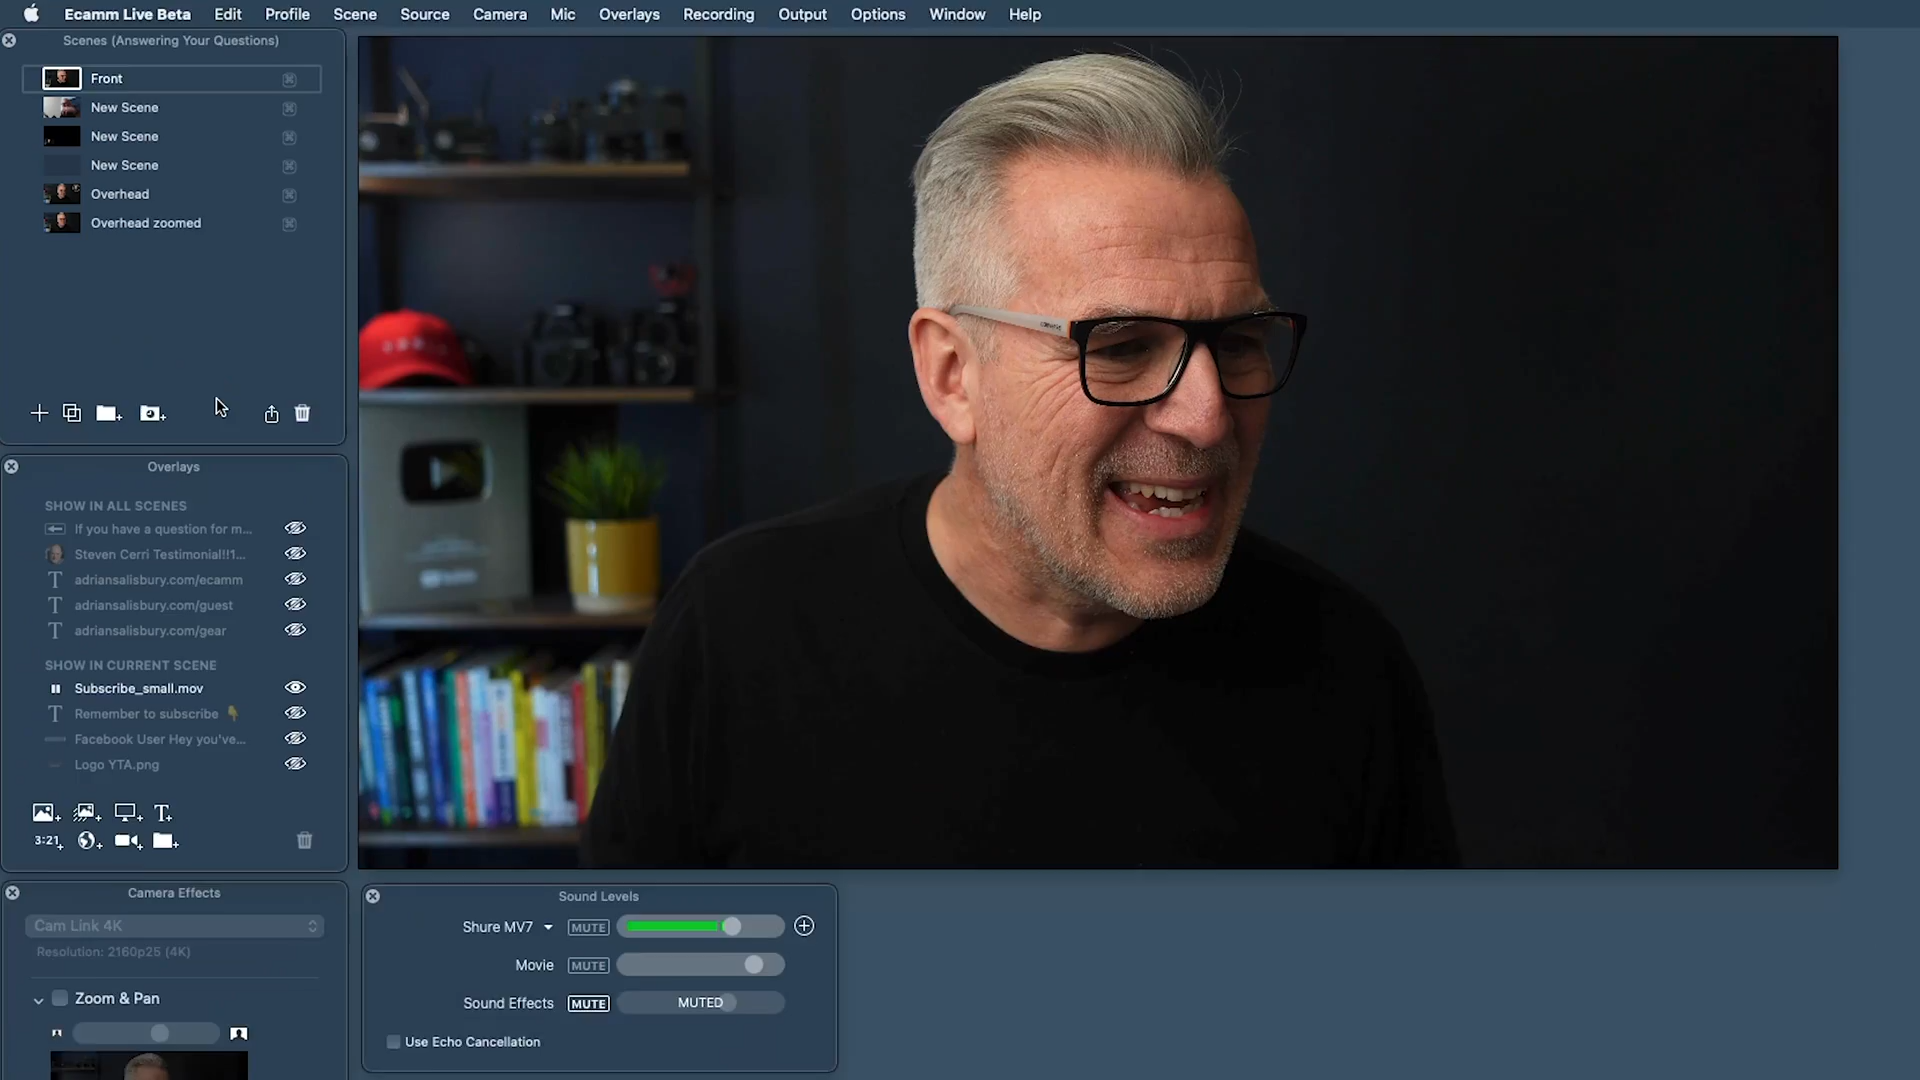 Ecamm Live Beta Edit Profile Scene Source Camera Mic Overlays Recording Output Options Window Help
Scenes (Answering Your Questions)
Front
New Scene
New Scene
New Scene
Overhead
Overhead zoomed
Overlays
SHOW IN ALL SCENES
If you have a question for m...
Steven Cerri Testimonial!!1...
adriansalisbury.com/ecamm
adriansalisbury.com/guest
adriansalisbury.com/gear
SHOW IN CURRENT SCENE
Subscribe_small.mov
Remember to subscribe 👇
Facebook User Hey you've...
Logo YTA.png
3:21
Camera Effects
Cam Link 4K
Resolution: 2160p25 (4K)
Zoom & Pan
Sound Levels
Shure MV7 MUTE
Movie MUTE
Sound Effects MUTE MUTED
Use Echo Cancellation